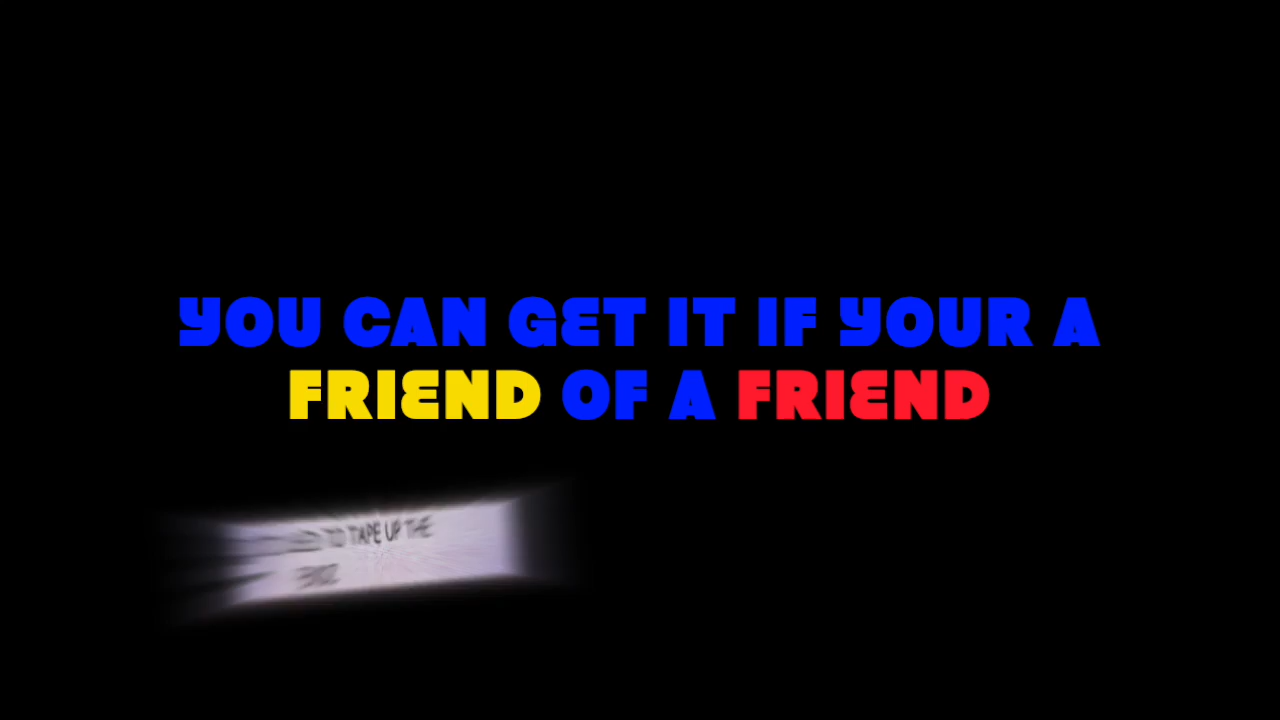 YOU CAN GET IT IF YOUR A
FRIEND OF A FRIEND
TO TAPE UP THE